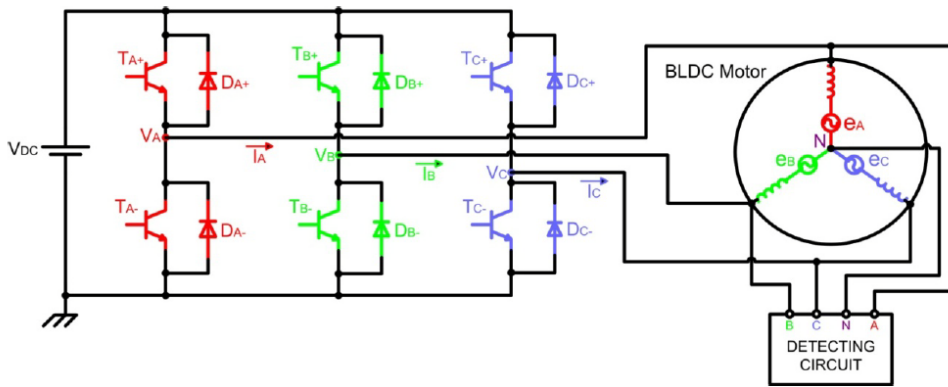 TA+ DA+ TB+ DB+ TC+ DC+
BLDC Motor
VDC
VA IA
VB IB
VC IC
eA
N
eB eC
TA- DA- TB- DB- TC- DC-
B C N A
DETECTING
CIRCUIT